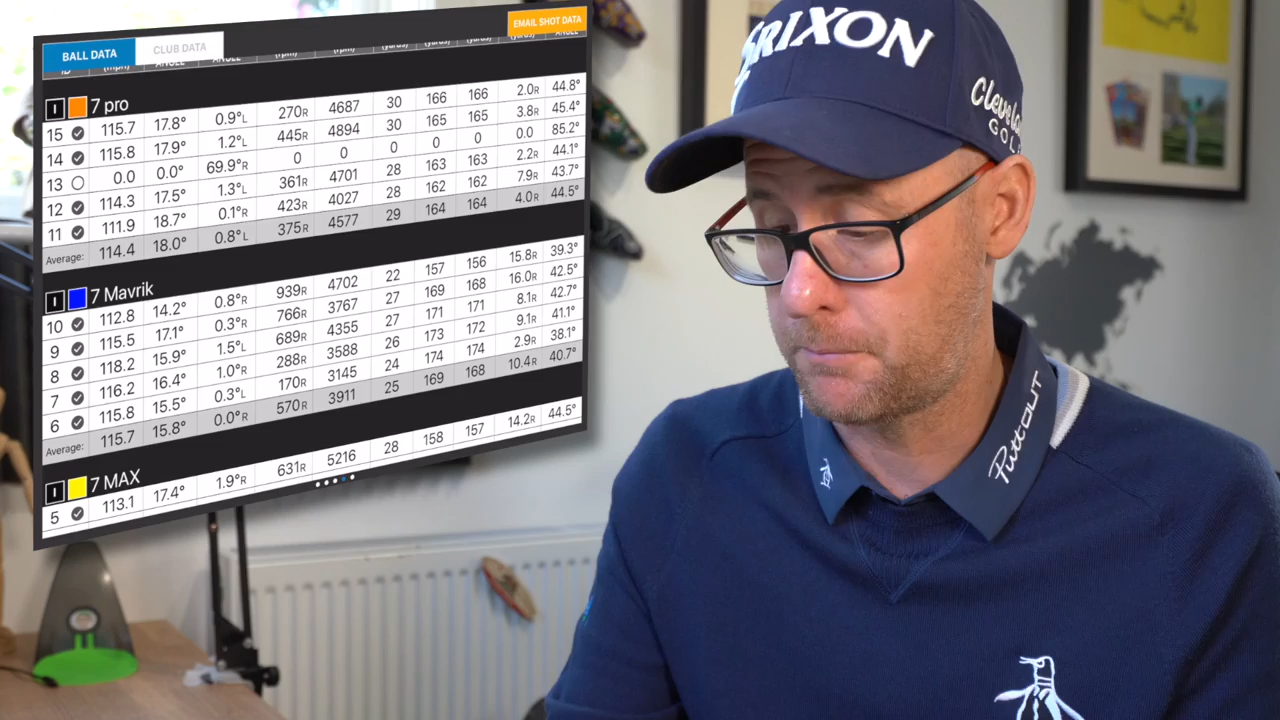 EMAIL SHOT DATA
BALL DATA CLUB DATA
ID (mph) ANGLE ANGLE (rpm) (rpm) (yards) (yards) (yards) (yards) ANGLE
I 7 pro
15 115.7 17.8° 0.9°L 270R 4687 30 166 166 2.0R 44.8°
14 115.8 17.9° 1.2°L 445R 4894 30 165 165 3.8R 45.4°
13 0.0 0.0° 69.9°R 0 0 0 0 0 0.0 85.2°
12 114.3 17.5° 1.3°L 361R 4701 28 163 163 2.2R 44.1°
11 111.9 18.7° 0.1°R 423R 4027 28 162 162 7.9R 43.7°
Average: 114.4 18.0° 0.8°L 375R 4577 29 164 164 4.0R 44.5°
I 7 Mavrik
10 112.8 14.2° 0.8°R 939R 4702 22 157 156 15.8R 39.3°
9 115.5 17.1° 0.3°R 766R 3767 27 169 168 16.0R 42.5°
8 118.2 15.9° 1.5°L 689R 4355 27 171 171 8.1R 42.7°
7 116.2 16.4° 1.0°R 288R 3588 26 173 172 9.1R 41.1°
6 115.8 15.5° 0.3°L 170R 3145 24 174 174 2.9R 38.1°
Average: 115.7 15.8° 0.0°R 570R 3911 25 169 168 10.4R 40.7°
I 7 MAX
5 113.1 17.4° 1.9°R 631R 5216 28 158 157 14.2R 44.5°
SRIXON
Cleveland
GOLF
PuttOUT